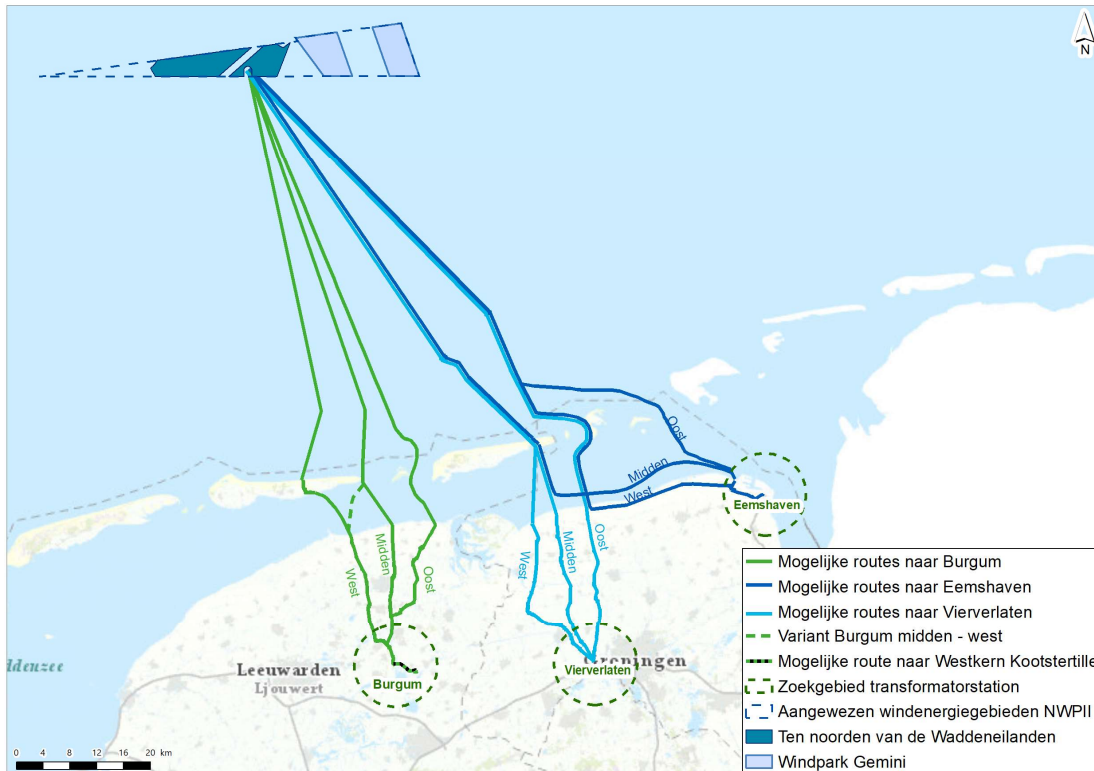 N
Oost
Midden
West
Eemshaven
West
Midden
Oost
West
Midden
Oost
ddenzee
Leeuwarden
Ljouwert
Burgum
Groningen
Vierverlaten
0 4 8 12 16 20 km
Mogelijke routes naar Burgum
Mogelijke routes naar Eemshaven
Mogelijke routes naar Vierverlaten
Variant Burgum midden - west
Mogelijke route naar Westkern Kootstertille
Zoekgebied transformatorstation
Aangewezen windenergiegebieden NWPII
Ten noorden van de Waddeneilanden
Windpark Gemini